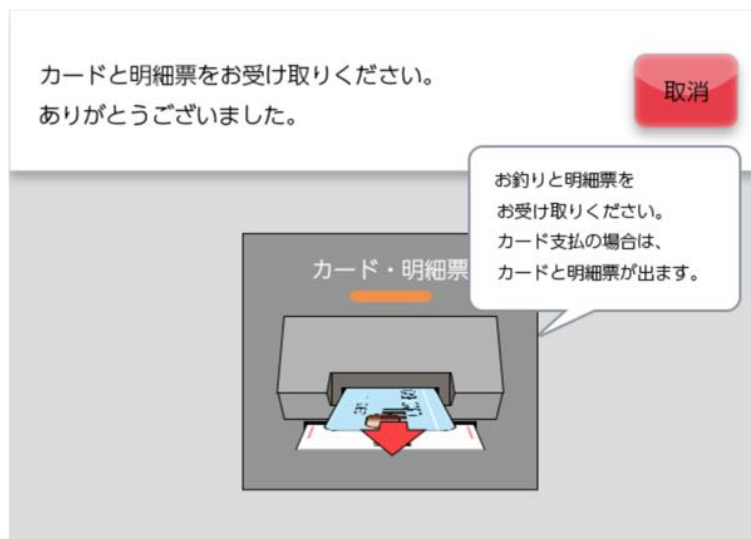 カードと明細票をお受け取りください。
ありがとうございました。
取消
お釣りと明細票を
お受け取りください。
カード支払の場合は、
カードと明細票が出ます。
カード・明細票